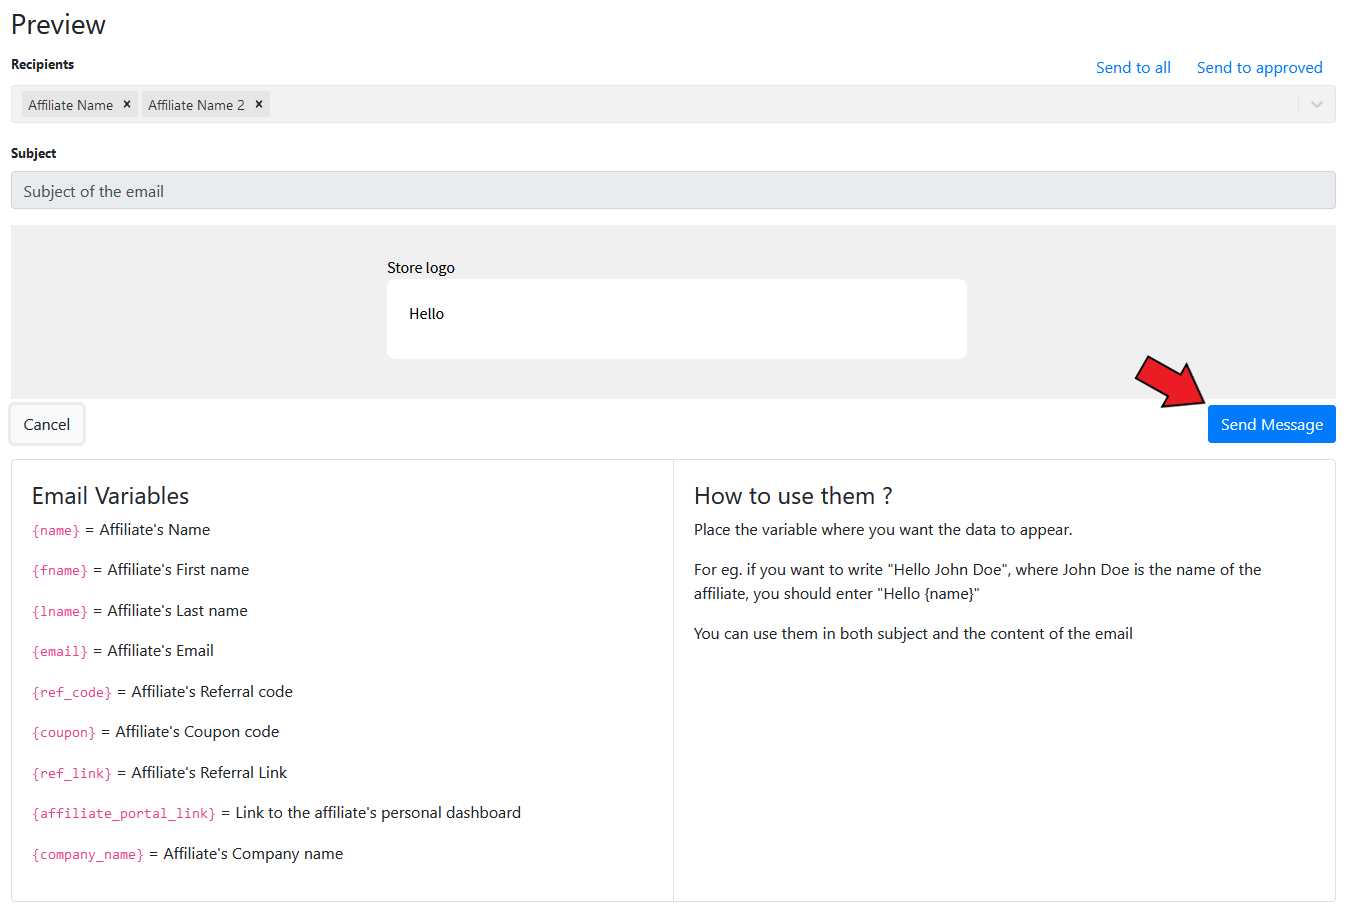 Preview
Recipients
Send to all
Send to approved
Affiliate Name ×
Affiliate Name 2 ×
Subject
Subject of the email
Store logo
Hello
Cancel
Send Message
Email Variables
{name} = Affiliate's Name
{fname} = Affiliate's First name
{lname} = Affiliate's Last name
{email} = Affiliate's Email
{ref_code} = Affiliate's Referral code
{coupon} = Affiliate's Coupon code
{ref_link} = Affiliate's Referral Link
{affiliate_portal_link} = Link to the affiliate's personal dashboard
{company_name} = Affiliate's Company name
How to use them ?
Place the variable where you want the data to appear.
For eg. if you want to write "Hello John Doe", where John Doe is the name of the
affiliate, you should enter "Hello {name}"
You can use them in both subject and the content of the email